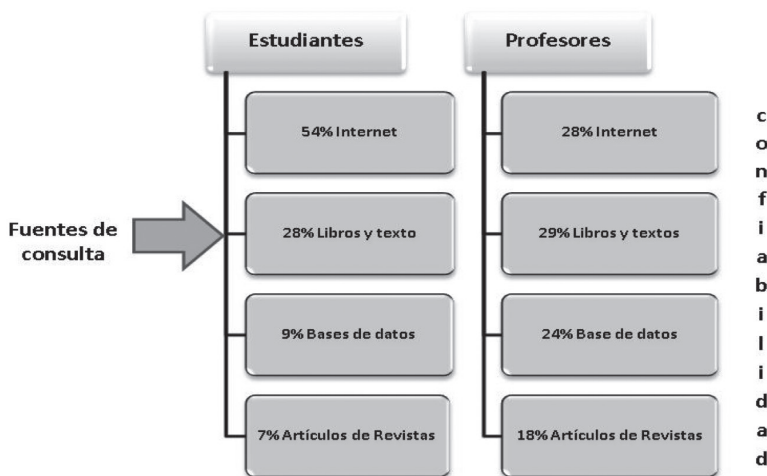 Estudiantes
Profesores
54% Internet
28% Internet
Fuentes de
consulta
28% Libros y texto
29% Libros y textos
9% Bases de datos
24% Base de datos
7% Artículos de Revistas
18% Artículos de Revistas
confiabilidad